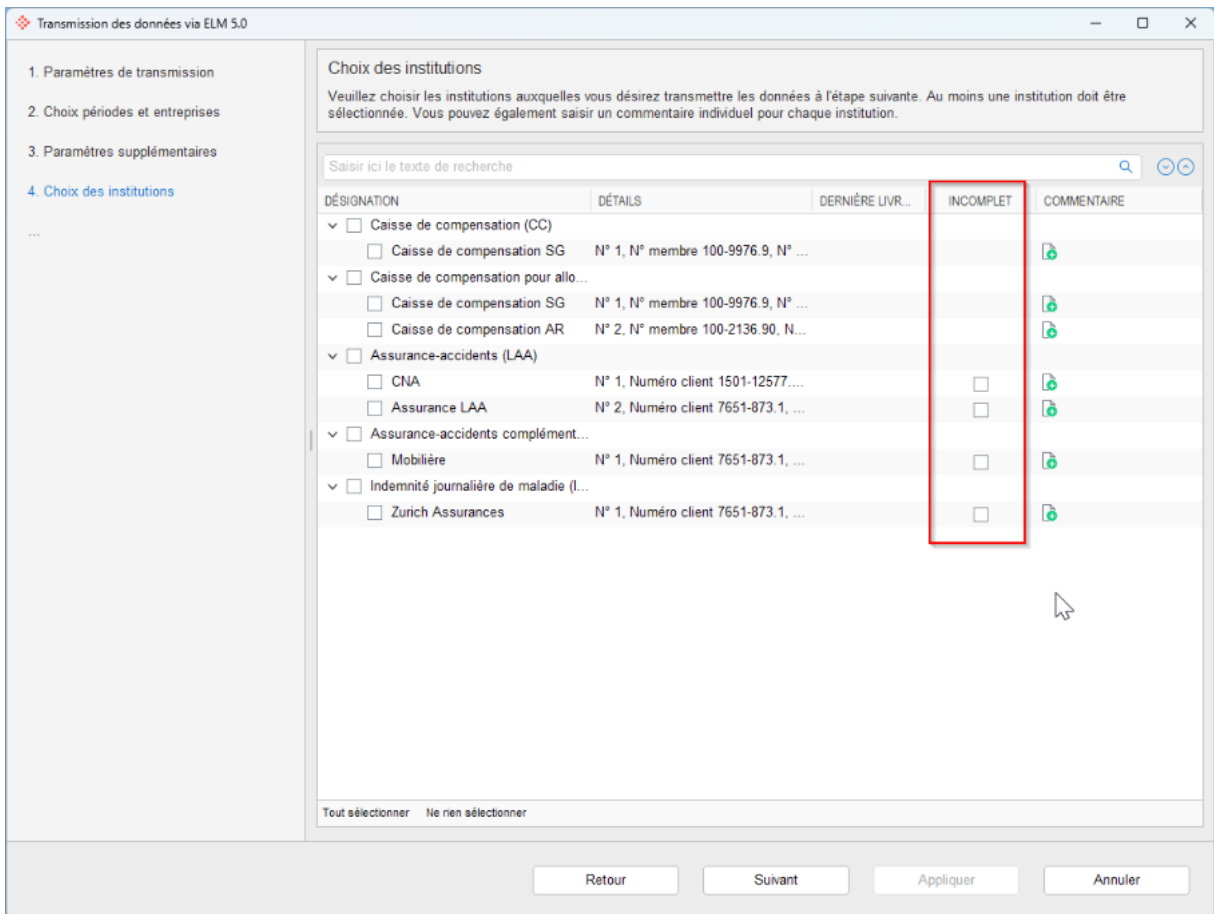 Transmission des données via ELM 5.0
1. Paramètres de transmission
2. Choix périodes et entreprises
3. Paramètres supplémentaires
4. Choix des institutions
...
Choix des institutions
Veuillez choisir les institutions auxquelles vous désirez transmettre les données à l'étape suivante. Au moins une institution doit être
sélectionnée. Vous pouvez également saisir un commentaire individuel pour chaque institution.
Saisir ici le texte de recherche
DÉSIGNATION DÉTAILS DERNIÈRE LIVR... INCOMPLET COMMENTAIRE
Caisse de compensation (CC)
Caisse de compensation SG N° 1, N° membre 100-9976.9, N° ...
Caisse de compensation pour allo...
Caisse de compensation SG N° 1, N° membre 100-9976.9, N° ...
Caisse de compensation AR N° 2, N° membre 100-2136.90, N...
Assurance-accidents (LAA)
CNA N° 1, Numéro client 1501-12577....
Assurance LAA N° 2, Numéro client 7651-873.1, ...
Assurance-accidents complément...
Mobilière N° 1, Numéro client 7651-873.1, ...
Indemnité journalière de maladie (I...
Zurich Assurances N° 1, Numéro client 7651-873.1, ...
Tout sélectionner Ne rien sélectionner
Retour Suivant Appliquer Annuler